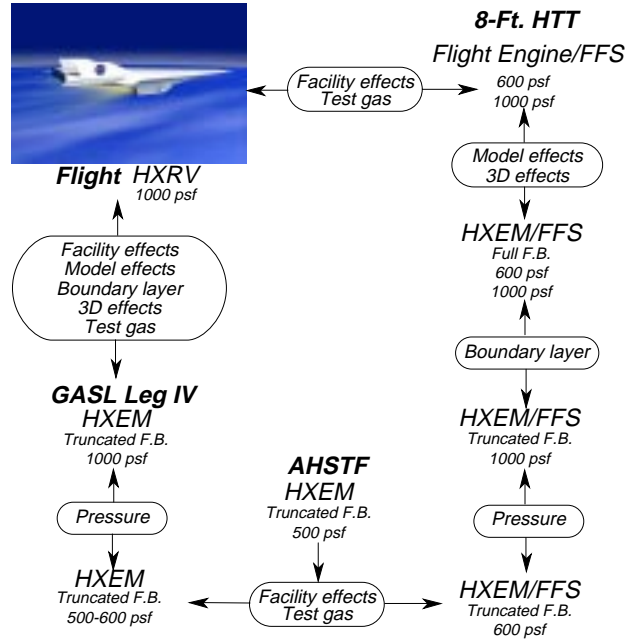 8-Ft. HTT
Flight Engine/FFS
600 psf
1000 psf
Facility effects
Test gas
Model effects
3D effects
Flight HXRV
1000 psf
Facility effects
Model effects
Boundary layer
3D effects
Test gas
HXEM/FFS
Full F.B.
600 psf
1000 psf
Boundary layer
GASL Leg IV
HXEM
Truncated F.B.
1000 psf
HXEM/FFS
Truncated F.B.
1000 psf
AHSTF
HXEM
Truncated F.B.
500 psf
Pressure
Pressure
HXEM
Truncated F.B.
500-600 psf
Facility effects
Test gas
HXEM/FFS
Truncated F.B.
600 psf